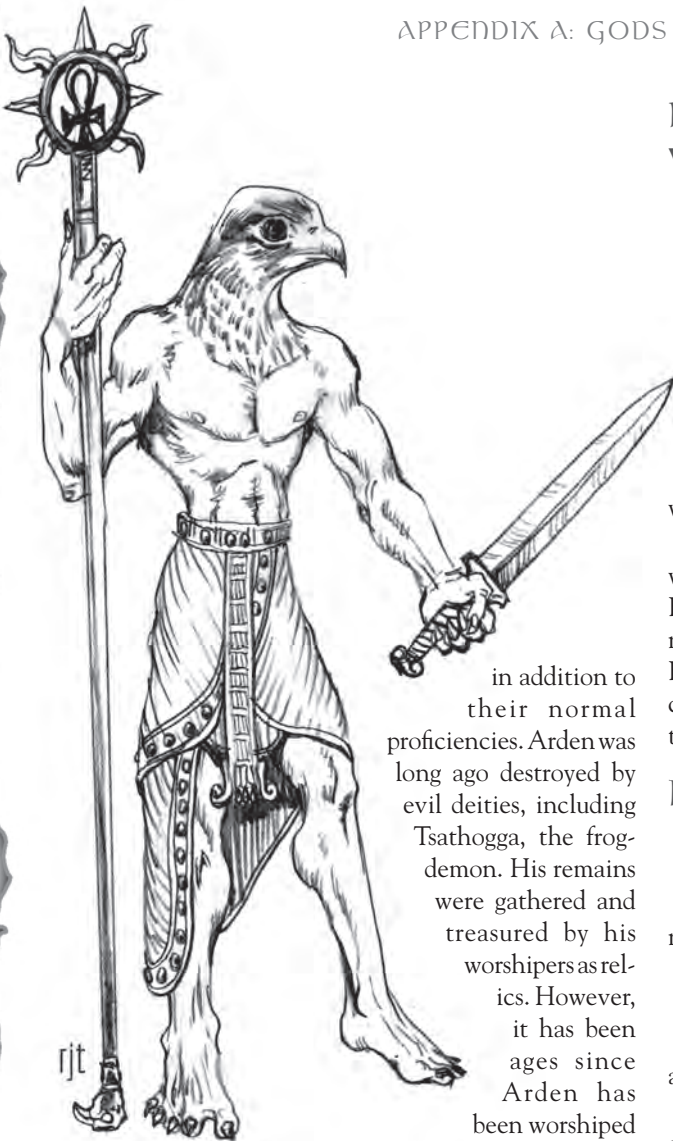 APPENDIX A: GODS
in addition to
their normal
proficiencies. Arden was
long ago destroyed by
evil deities, including
Tsathogga, the frog-
demon. His remains
were gathered and
treasured by his
worshipers as rel-
ics. However,
it has been
ages since
Arden has
been worshiped
rjt